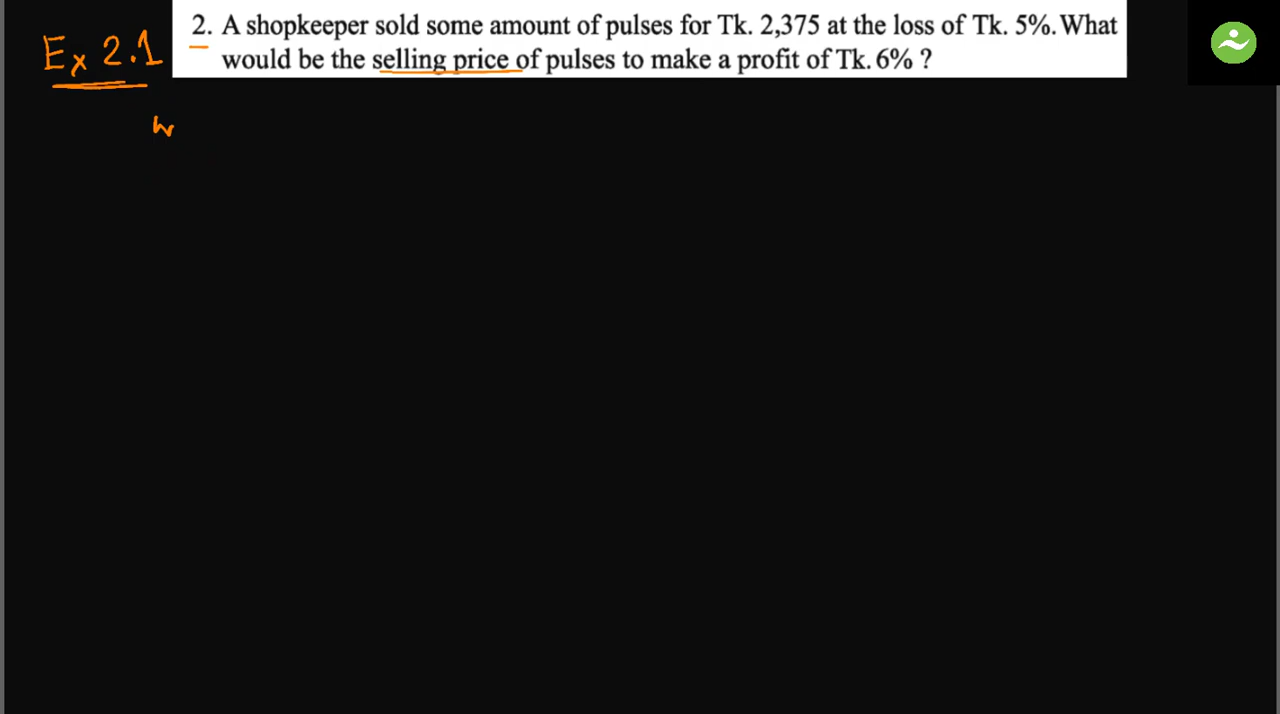 Ex 2.1
2. A shopkeeper sold some amount of pulses for Tk. 2,375 at the loss of Tk. 5%. What
would be the selling price of pulses to make a profit of Tk. 6% ?